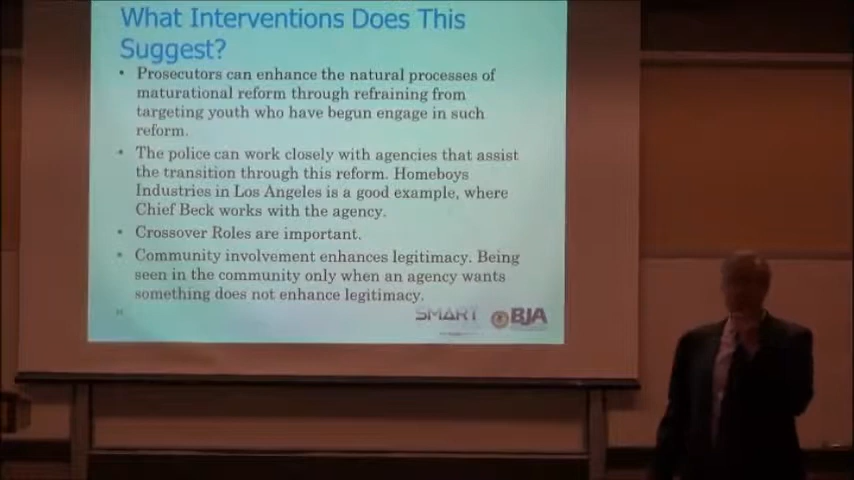 What Interventions Does This
Suggest?
• Prosecutors can enhance the natural processes of
maturational reform through refraining from
targeting youth who have begun engage in such
reform.
• The police can work closely with agencies that assist
the transition through this reform. Homeboys
Industries in Los Angeles is a good example, where
Chief Beck works with the agency.
• Crossover Roles are important.
• Community involvement enhances legitimacy. Being
seen in the community only when an agency wants
something does not enhance legitimacy.
SMART BJA